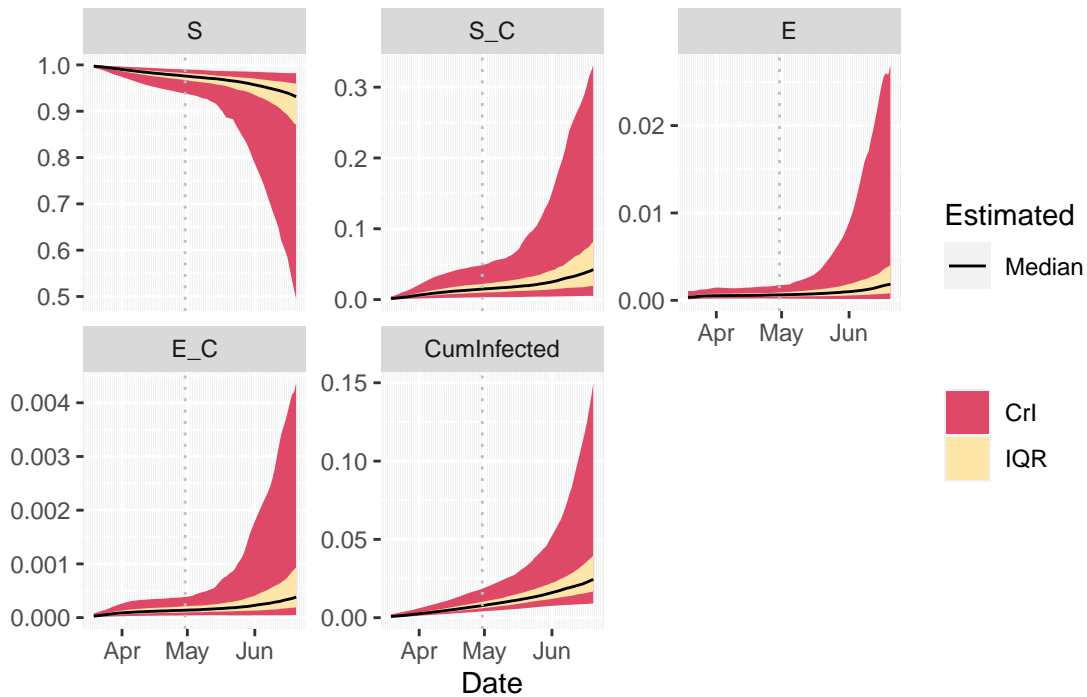 S
S_C
E
1.0
0.9
0.8
0.7
0.6
0.5
0.3
0.2
0.1
0.0
0.02
0.01
0.00
Apr
May
Jun
E_C
CumInfected
0.004
0.003
0.002
0.001
0.000
0.15
0.10
0.05
0.00
Apr
May
Jun
Apr
May
Jun
Date
Estimated
Median
CrI
IQR